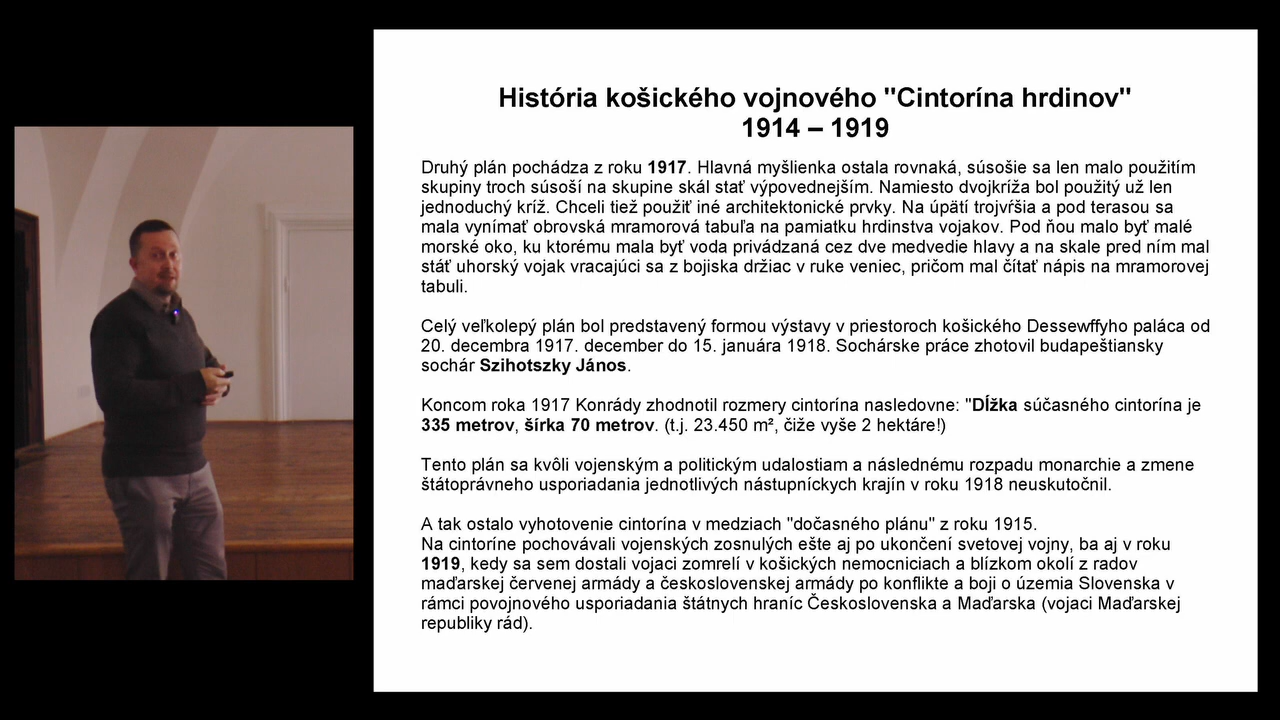 História košického vojnového "Cintorína hrdinov"
1914 – 1919
Druhý plán pochádza z roku 1917. Hlavná myšlienka ostala rovnaká, súsošie sa len malo použitím
skupiny troch súsoší na skupine skál stať výpovednejším. Namiesto dvojkríža bol použitý už len
jednoduchý kríž. Chceli tiež použiť iné architektonické prvky. Na úpätí trojvŕšia a pod terasou sa
mala vynímať obrovská mramorová tabuľa na pamiatku hrdinstva vojakov. Pod ňou malo byť malé
morské oko, ku ktorému mala byť voda privádzaná cez dve medvedie hlavy a na skale pred ním mal
stáť uhorský vojak vracajúci sa z bojiska držiac v ruke veniec, pričom mal čítať nápis na mramorovej
tabuli.
Celý veľkolepý plán bol predstavený formou výstavy v priestoroch košického Dessewffyho paláca od
20. decembra 1917. december do 15. januára 1918. Sochárske práce zhotovil budapeštiansky
sochár Szihotszky János.
Koncom roka 1917 Konrády zhodnotil rozmery cintorína nasledovne: "Dĺžka súčasného cintorína je
335 metrov, šírka 70 metrov. (t.j. 23.450 m², čiže vyše 2 hektáre!)
Tento plán sa kvôli vojenským a politickým udalostiam a následnému rozpadu monarchie a zmene
štátoprávneho usporiadania jednotlivých nástupníckych krajín v roku 1918 neuskutočnil.
A tak ostalo vyhotovenie cintorína v medziach "dočasného plánu" z roku 1915.
Na cintoríne pochovávali vojenských zosnulých ešte aj po ukončení svetovej vojny, ba aj v roku
1919, kedy sa sem dostali vojaci zomrelí v košických nemocniciach a blízkom okolí z radov
maďarskej červenej armády a československej armády po konflikte a boji o územia Slovenska v
rámci povojnového usporiadania štátnych hraníc Československa a Maďarska (vojaci Maďarskej
republiky rád).